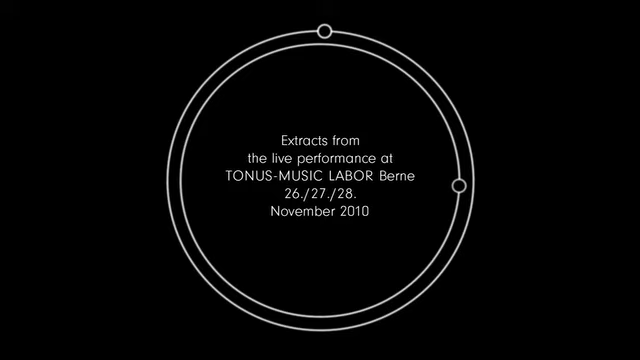 Extracts from
the live performance at
TONUS-MUSIC LABOR Berne
26./27./28.
November 2010